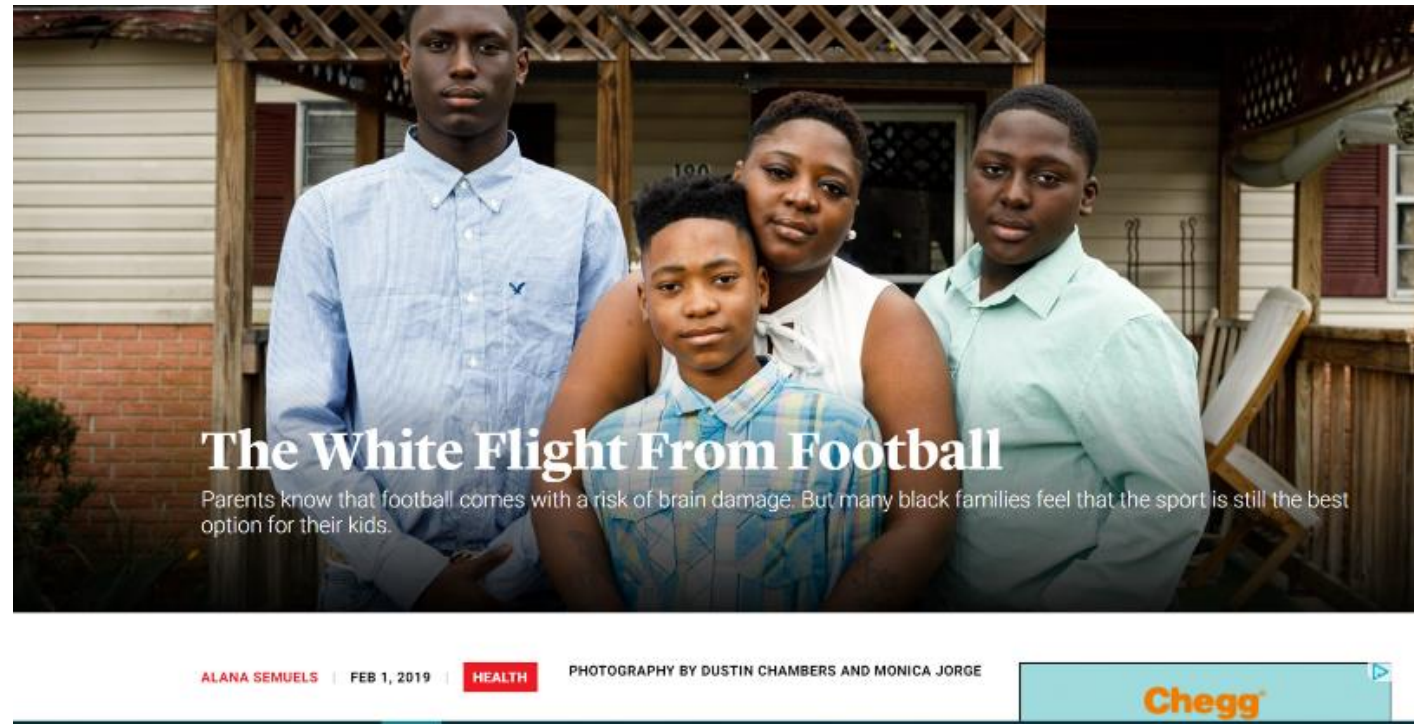 190
The White Flight From Football
Parents know that football comes with a risk of brain damage. But many black families feel that the sport is still the best
option for their kids.
ALANA SEMUELS | FEB 1, 2019 | HEALTH PHOTOGRAPHY BY DUSTIN CHAMBERS AND MONICA JORGE
Chegg